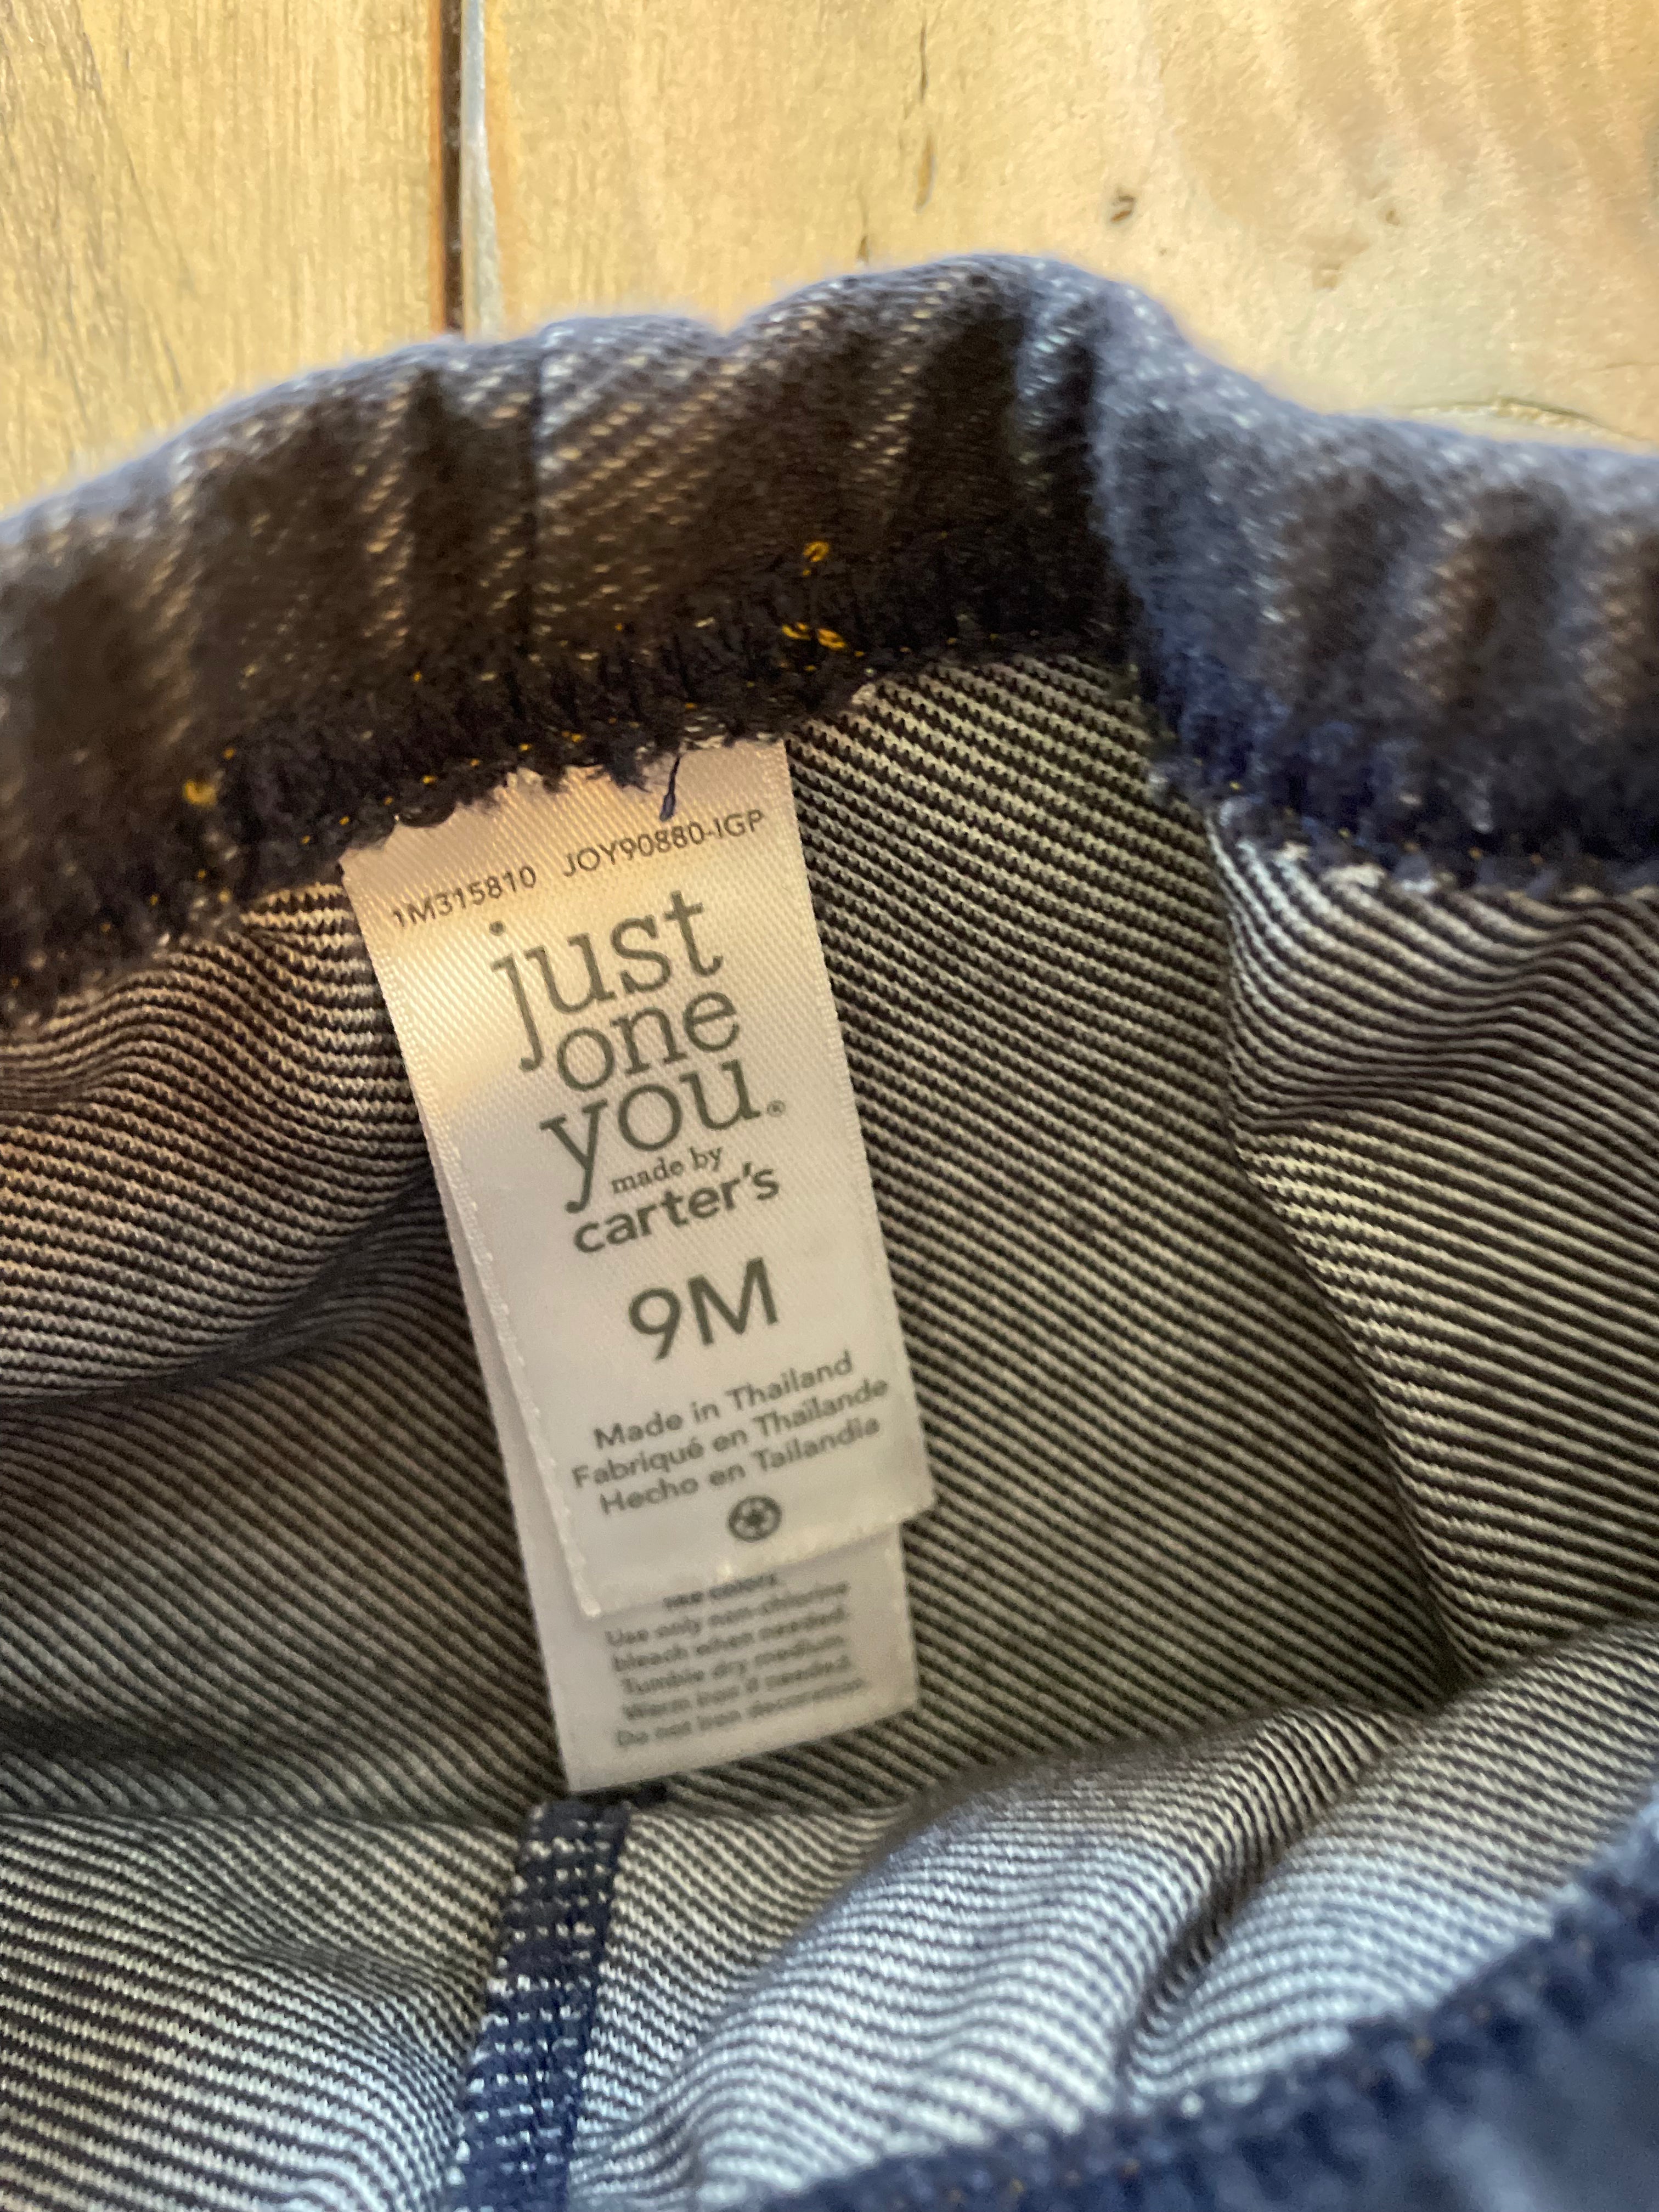 1M315810 JOY90880-IGP
just
one
you®
made by
carter's
9M
Made in Thailand
Fabriqué en Thaïlande
Hecho en Tailandia
Use only non-chlorine
bleach when needed.
Tumble dry medium.
Warm iron if needed.
Do not iron decoration.